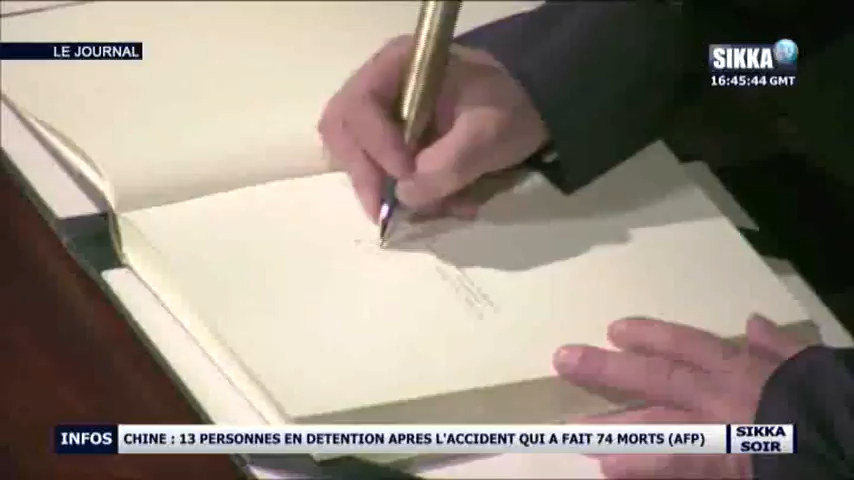 LE JOURNAL
SIKKA
16:45:44 GMT
INFOS
CHINE : 13 PERSONNES EN DETENTION APRES L'ACCIDENT QUI A FAIT 74 MORTS (AFP)
SIKKA
SOIR